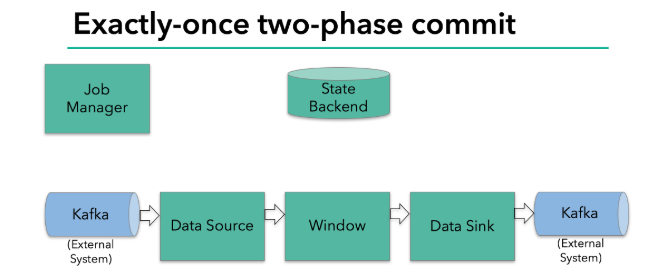 Exactly-once two-phase commit
Job
Manager
State
Backend
Kafka
(External
System)
Data Source
Window
Data Sink
Kafka
(External
System)